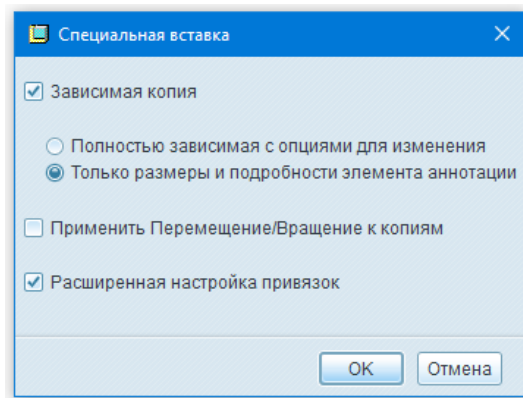 Специальная вставка
Зависимая копия
Полностью зависимая с опциями для изменения
Только размеры и подробности элемента аннотации
Применить Перемещение/Вращение к копиям
Расширенная настройка привязок
OK Отмена